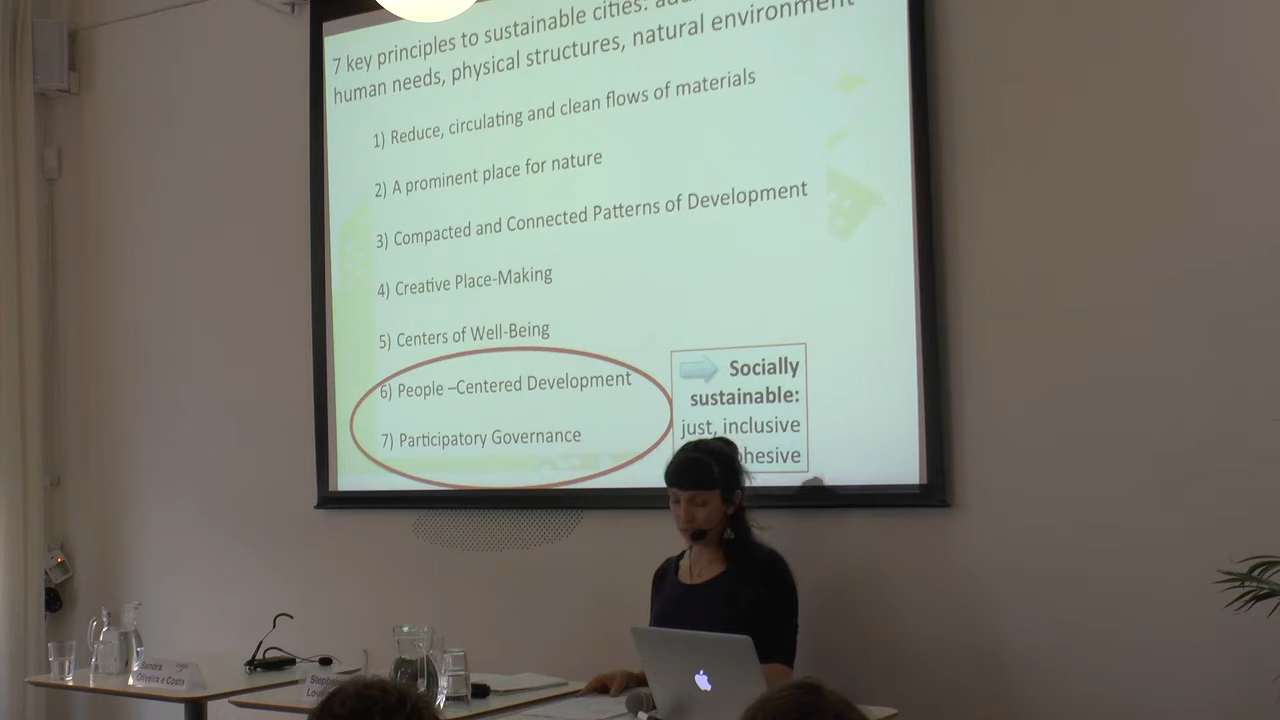 7 key principles to sustainable cities:
human needs, physical structures, natural environment
1) Reduce, circulating and clean flows of materials
2) A prominent place for nature
3) Compacted and Connected Patterns of Development
4) Creative Place-Making
5) Centers of Well-Being
6) People –Centered Development
7) Participatory Governance
Socially
sustainable:
just, inclusive
Sandra
Oliveira e Costa